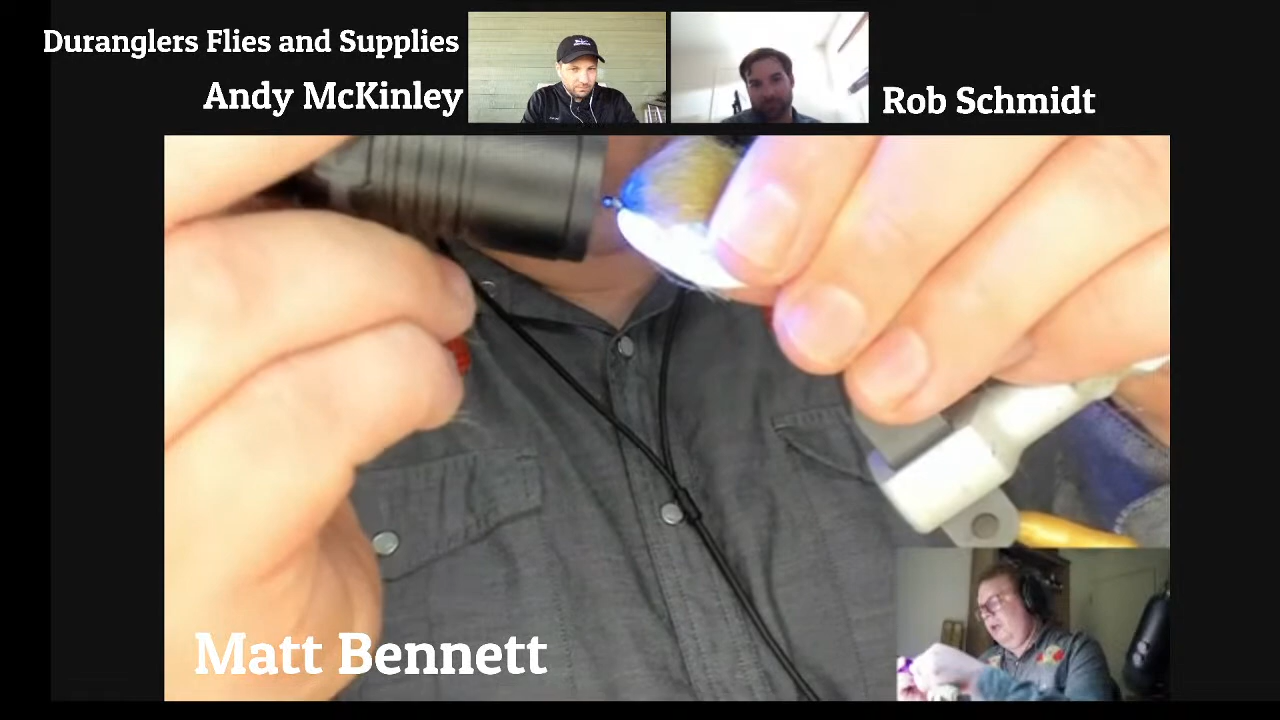 Duranglers Flies and Supplies
Andy McKinley
Rob Schmidt
Matt Bennett